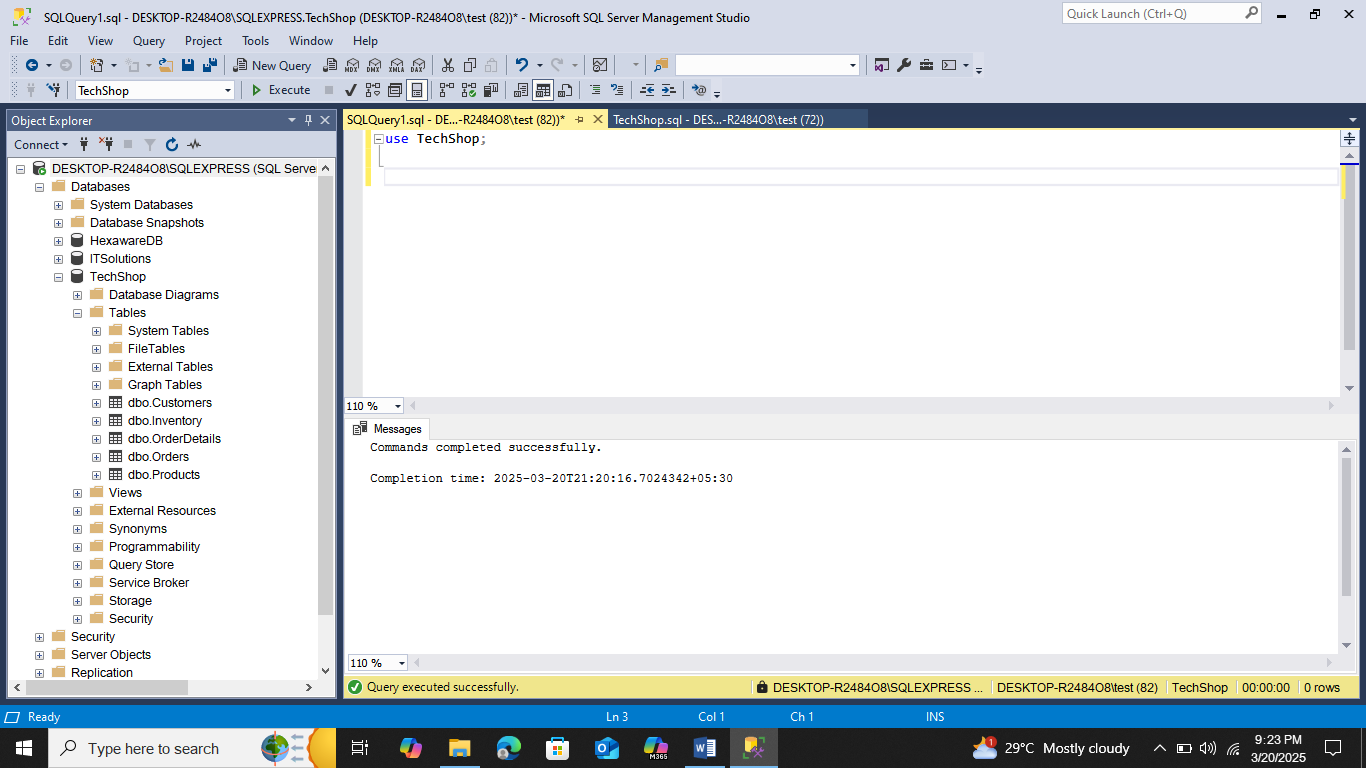 SQLQuery1.sql - DESKTOP-R2484O8\SQLEXPRESS.TechShop (DESKTOP-R2484O8\test (82))* - Microsoft SQL Server Management Studio
Quick Launch (Ctrl+Q)
File Edit View Query Project Tools Window Help
New Query
MDX DMX XMLA DAX
TechShop
Execute
Object Explorer
Connect
DESKTOP-R2484O8\SQLEXPRESS (SQL Serve
Databases
System Databases
Database Snapshots
HexawareDB
ITSolutions
TechShop
Database Diagrams
Tables
System Tables
FileTables
External Tables
Graph Tables
dbo.Customers
dbo.Inventory
dbo.OrderDetails
dbo.Orders
dbo.Products
Views
External Resources
Synonyms
Programmability
Query Store
Service Broker
Storage
Security
Security
Server Objects
Replication
SQLQuery1.sql - DE...-R2484O8\test (82))*
TechShop.sql - DES...-R2484O8\test (72))
use TechShop;
110 %
Messages
Commands completed successfully.
Completion time: 2025-03-20T21:20:16.7024342+05:30
110 %
Query executed successfully.
DESKTOP-R2484O8\SQLEXPRESS ...
DESKTOP-R2484O8\test (82)
TechShop
00:00:00
0 rows
Ready
Ln 3
Col 1
Ch 1
INS
Type here to search
M365
1
29°C Mostly cloudy
9:23 PM
3/20/2025